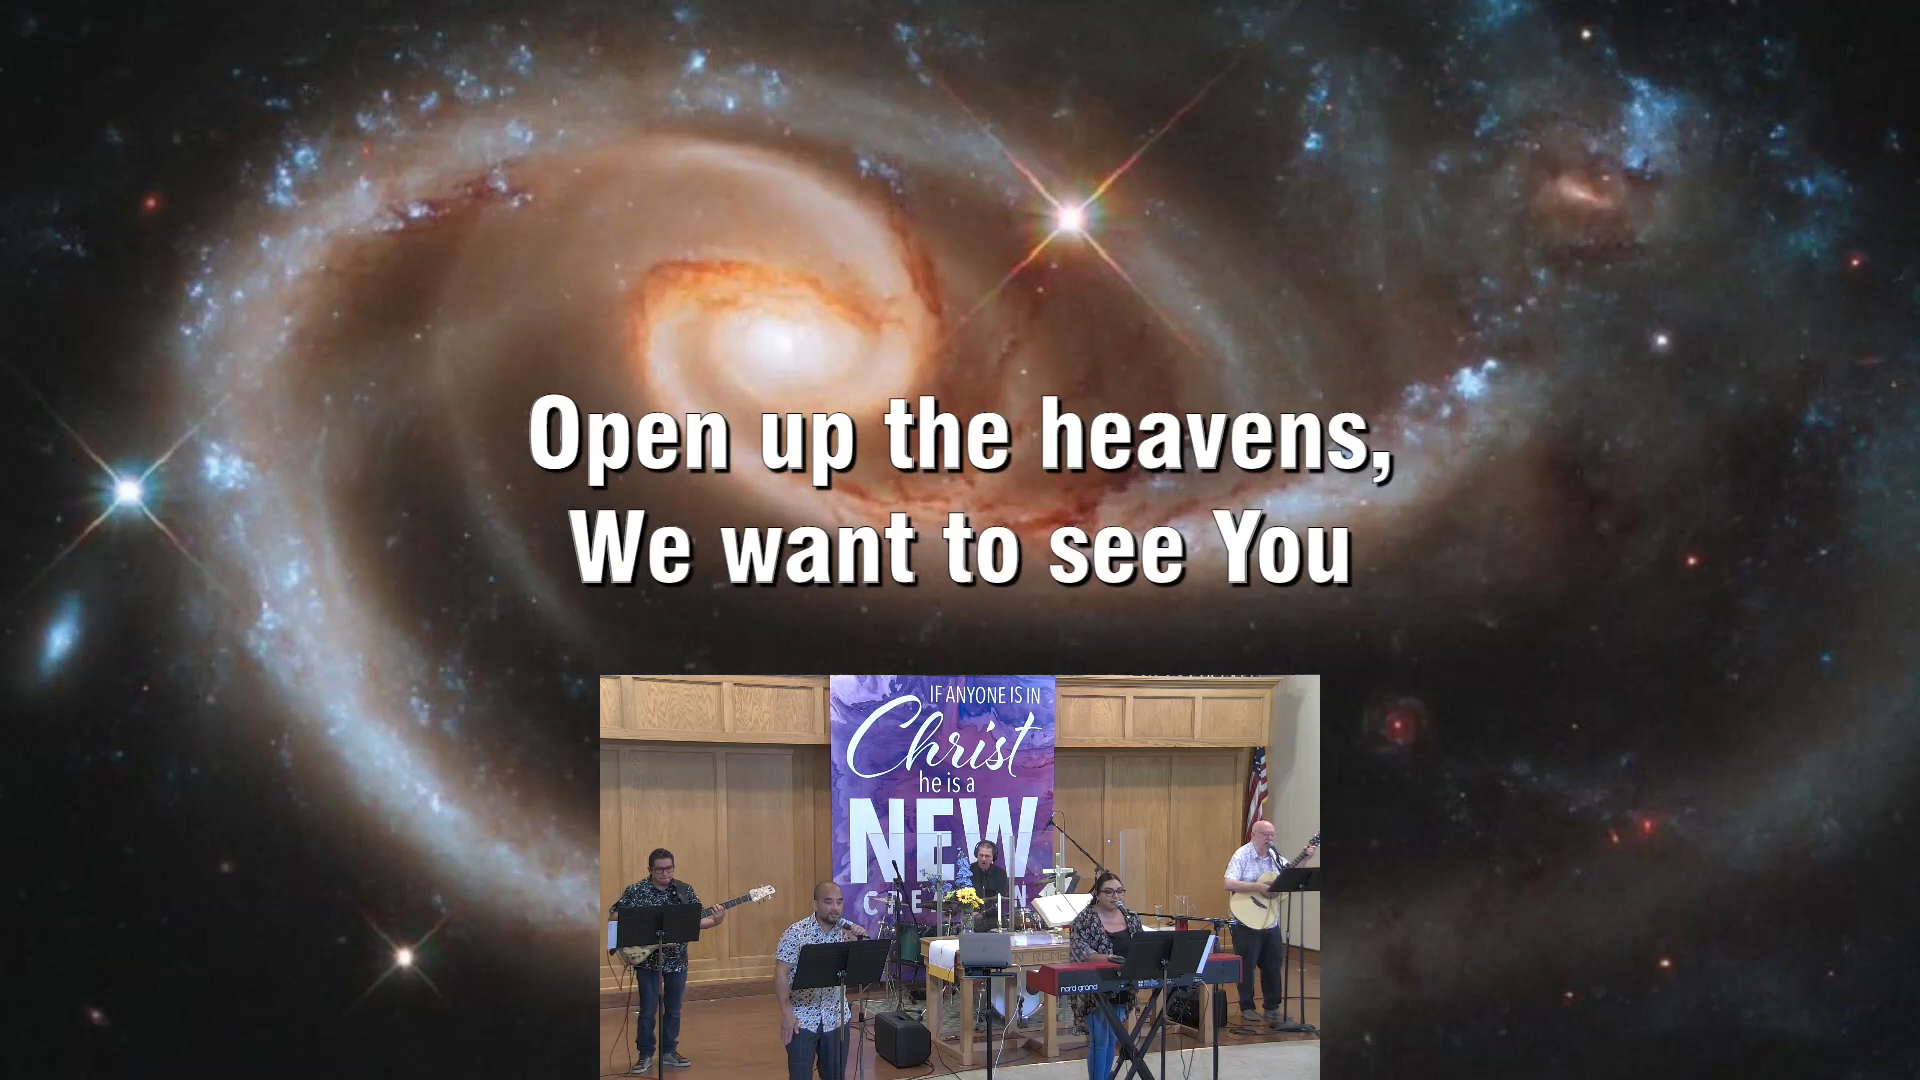 Open up the heavens,
We want to see You
IF ANYONE IS IN
Christ
he is a
NEW
nord grand